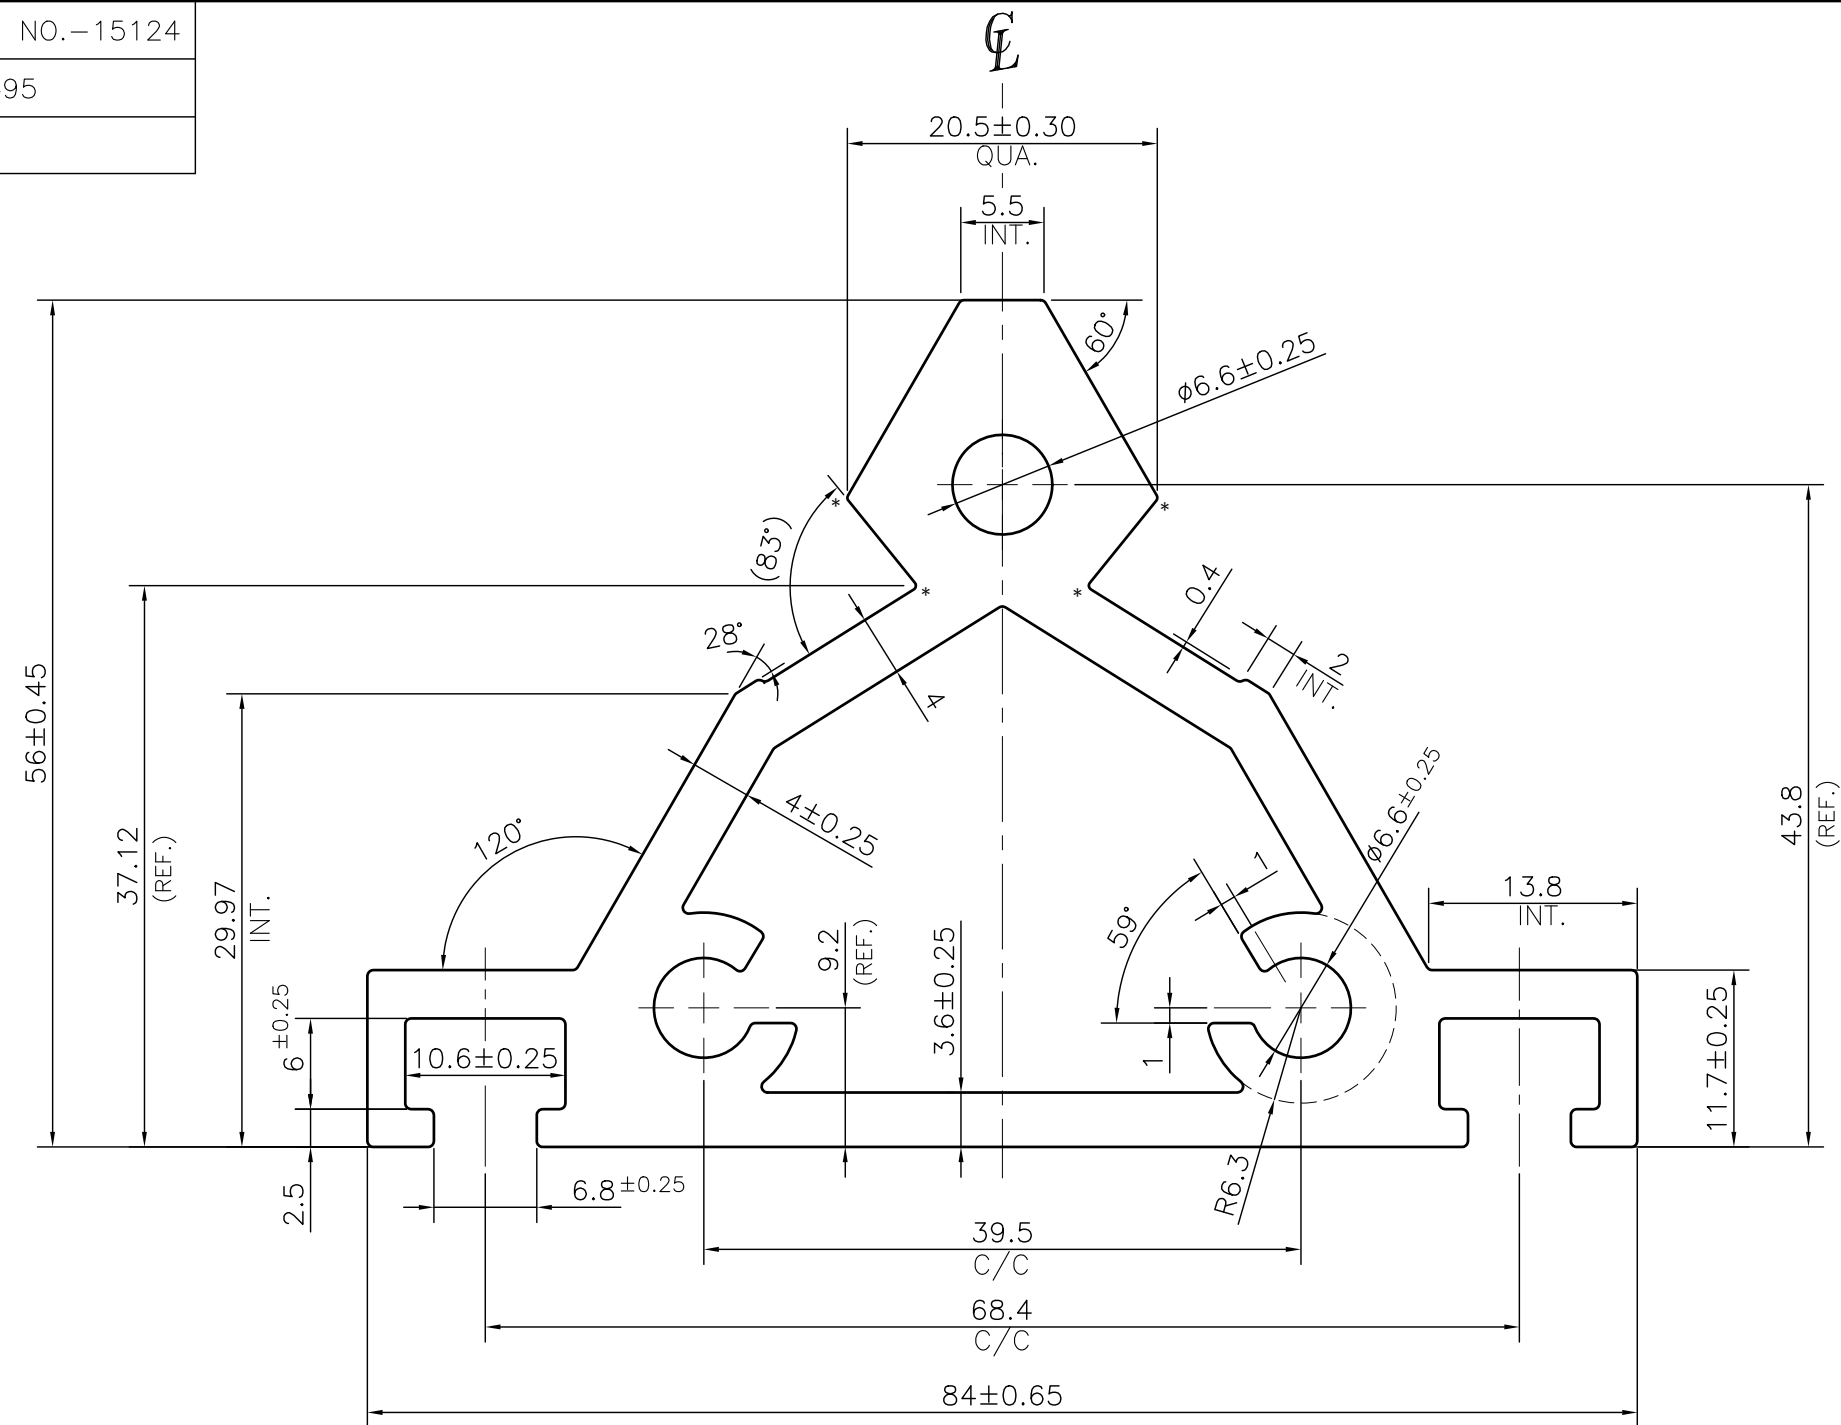 NO.-15124
95
℄
20.5±0.30
QUA.
5.5
INT.
60°
ø6.6±0.25
*
*
(83°)
*
*
0.4
28°
2
INT.
4
56±0.45
4±0.25
ø6.6±0.25
43.8
(REF.)
120°
37.12
(REF.)
1
13.8
INT.
29.97
INT.
59°
9.2
(REF.)
3.6±0.25
6 ±0.25
10.6±0.25
1
11.7±0.25
2.5
6.8 ±0.25
R6.3
39.5
C/C
68.4
C/C
84±0.65